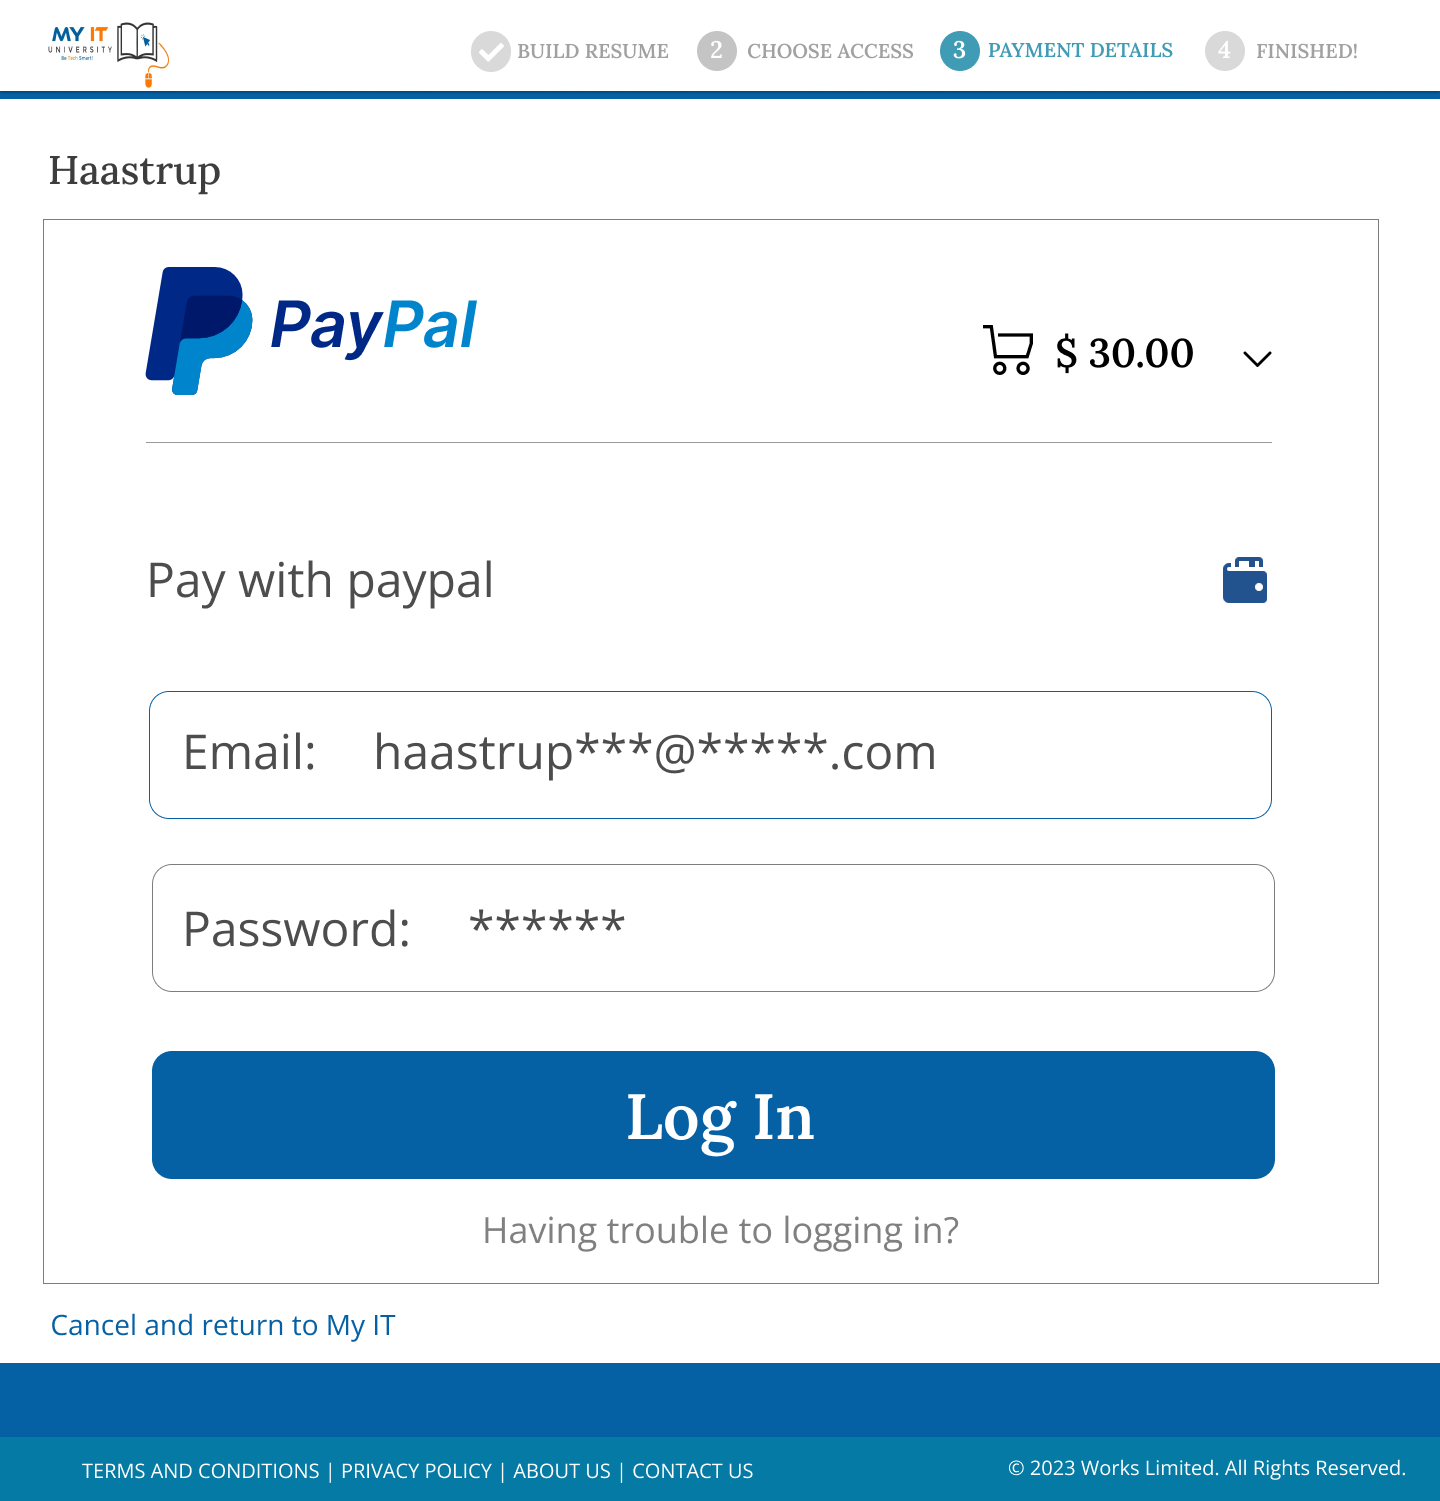 MY IT
UNIVERSITY
Be Tech Smart!
BUILD RESUME 2 CHOOSE ACCESS 3 PAYMENT DETAILS 4 FINISHED!
Haastrup
PayPal
$ 30.00
Pay with paypal
Email: haastrup***@*****.com
Password: ******
Log In
Having trouble to logging in?
Cancel and return to My IT
TERMS AND CONDITIONS | PRIVACY POLICY | ABOUT US | CONTACT US
© 2023 Works Limited. All Rights Reserved.